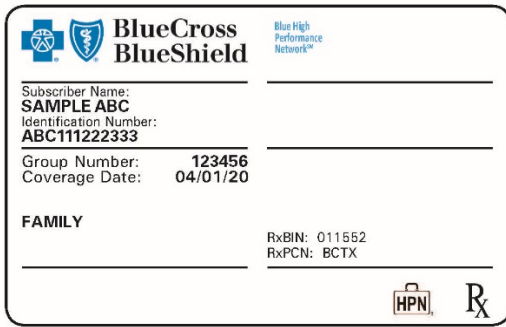 BlueCross
BlueShield
Blue High
Performance
Network℠
Subscriber Name:
SAMPLE ABC
Identification Number:
ABC111222333
Group Number: 123456
Coverage Date: 04/01/20
FAMILY
RxBIN: 011552
RxPCN: BCTX
HPN
Rx